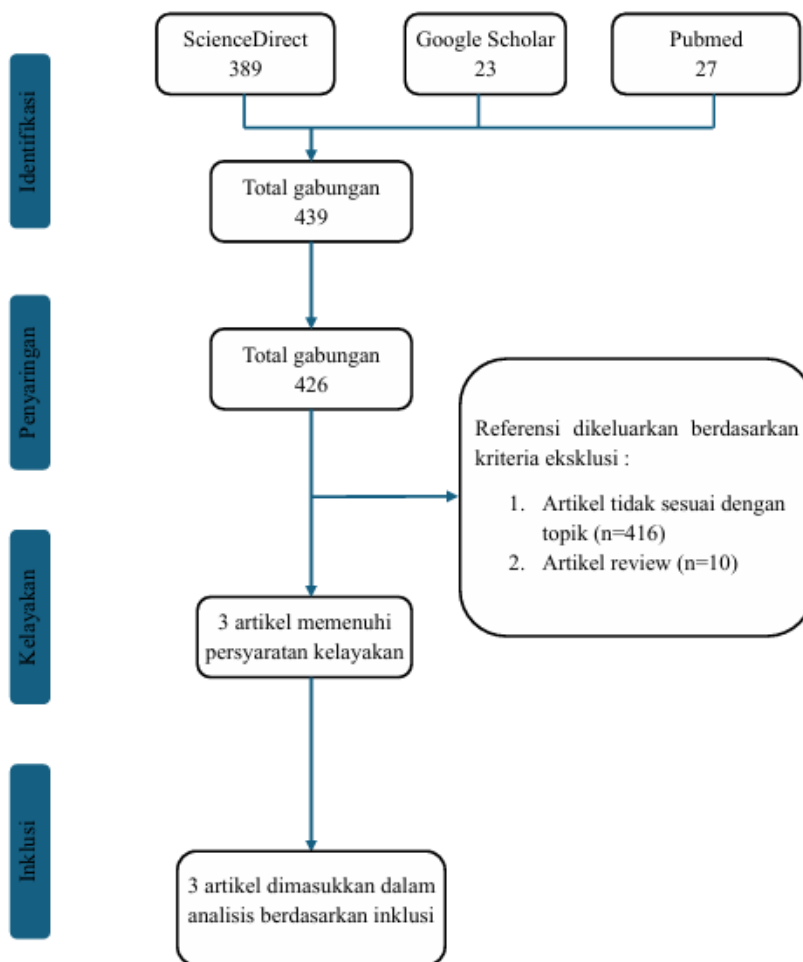 ScienceDirect
389
Google Scholar
23
Pubmed
27
Identifikasi
Total gabungan
439
Penyaringan
Total gabungan
426
Referensi dikeluarkan berdasarkan
kriteria eksklusi :
1. Artikel tidak sesuai dengan
topik (n=416)
2. Artikel review (n=10)
Kelayakan
3 artikel memenuhi
persyaratan kelayakan
Inklusi
3 artikel dimasukkan dalam
analisis berdasarkan inklusi